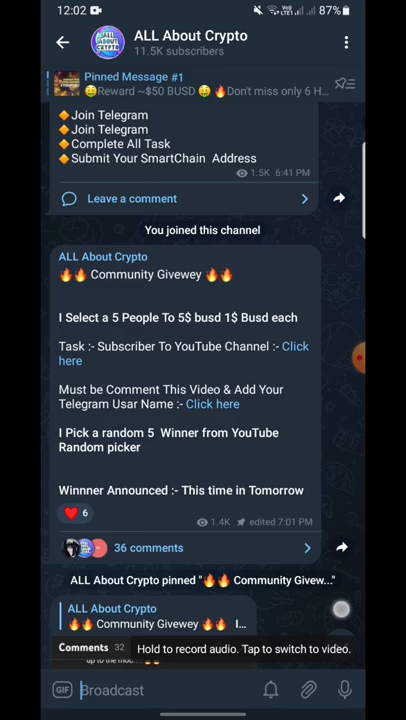 12:02
Vo9
87%
ALL About Crypto
11.5K subscribers
ALL
ABOUT
CRYPTO
Pinned Message #1
🤑Reward ~$50 BUSD 🤑 🔥Don't miss only 6 H...
🔶Join Telegram
🔶Join Telegram
🔶Complete All Task
🔶Submit Your SmartChain Address
1.5K 6:41 PM
Leave a comment
You joined this channel
ALL About Crypto
🔥🔥 Community Givewey 🔥🔥
I Select a 5 People To 5$ busd 1$ Busd each
Task :- Subscriber To YouTube Channel :- Click
here
Must be Comment This Video & Add Your
Telegram Usar Name :- Click here
I Pick a random 5 Winner from YouTube
Random picker
Winnner Announced :- This time in Tomorrow
❤️ 6
1.4K edited 7:01 PM
36 comments
ALL About Crypto pinned "🔥🔥 Community Givew..."
ALL About Crypto
🔥🔥 Community Givewey 🔥🔥 I...
Comments 32
Hold to record audio. Tap to switch to video.
GIF
Broadcast